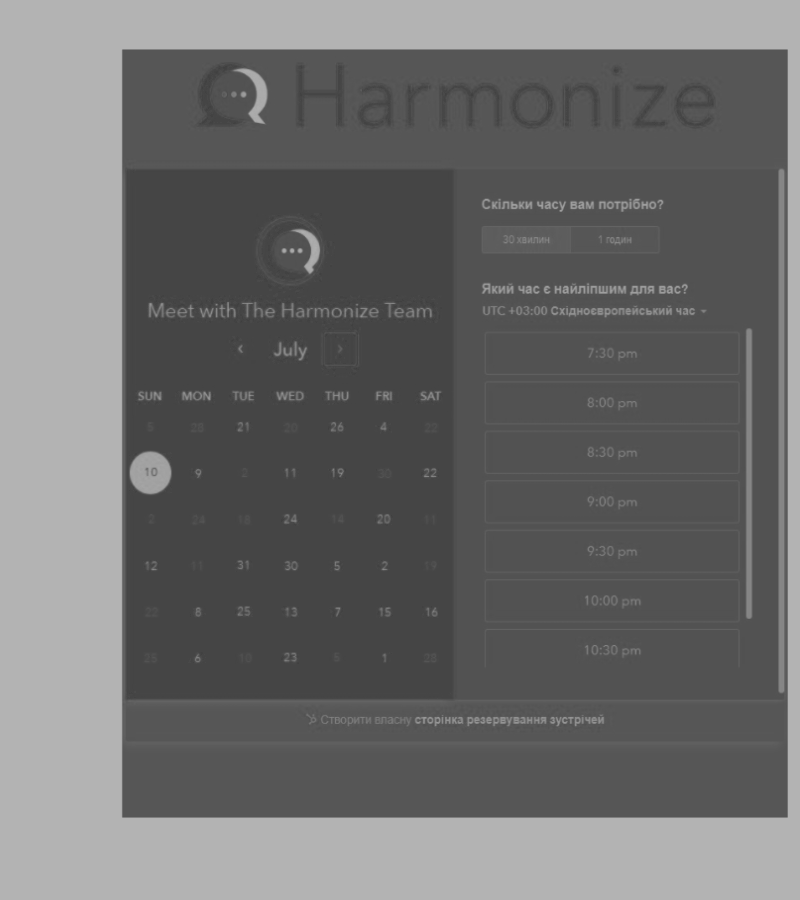 Harmonize
Meet with The Harmonize Team
July
SUN MON TUE WED THU FRI SAT
5 28 21 20 26 4 22
10 9 2 11 19 30 22
2 24 18 24 14 20 11
12 11 31 30 5 2 19
8 25 13 7 15 16
25 6 10 23 1 28
Скільки часу вам потрібно?
30 хвилин 1 годин
Який час є найліпшим для вас?
UTC +03:00 Східноєвропейський час
7:30 pm
8:00 pm
8:30 pm
9:00 pm
9:30 pm
10:00 pm
10:30 pm
Створити власну сторінка резервування зустрічей